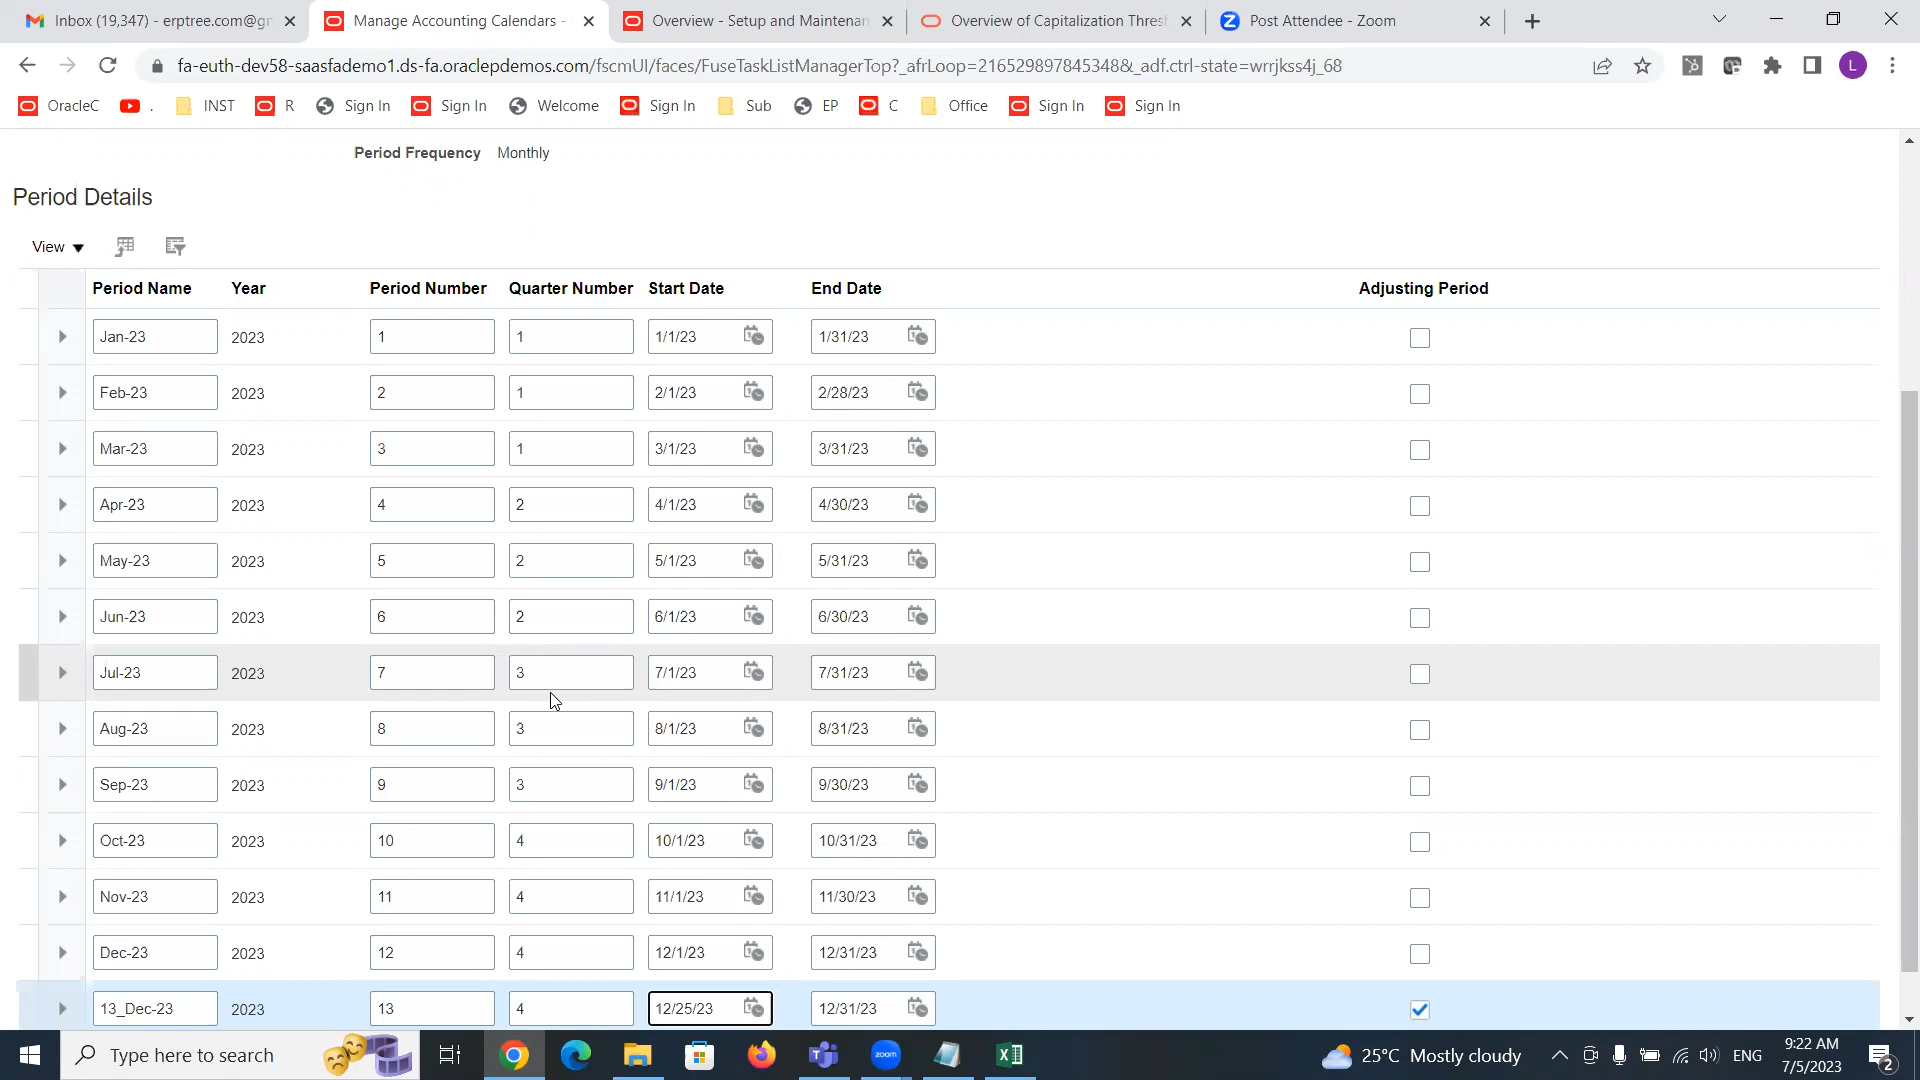 Inbox (19,347) - erptree.com@gm
Manage Accounting Calendars -
Overview - Setup and Maintenan
Overview of Capitalization Thresh
Post Attendee - Zoom
fa-euth-dev58-saasfademo1.ds-fa.oraclepdemos.com/fscmUI/faces/FuseTaskListManagerTop?_afrLoop=216529897845348&_adf.ctrl-state=wrrjkss4j_68
L
OracleC . INST R Sign In Sign In Welcome Sign In Sub EP C Office Sign In Sign In
Period Frequency Monthly
Period Details
View
Period Name Year Period Number Quarter Number Start Date End Date Adjusting Period
Jan-23 2023 1 1 1/1/23 1/31/23
Feb-23 2023 2 1 2/1/23 2/28/23
Mar-23 2023 3 1 3/1/23 3/31/23
Apr-23 2023 4 2 4/1/23 4/30/23
May-23 2023 5 2 5/1/23 5/31/23
Jun-23 2023 6 2 6/1/23 6/30/23
Jul-23 2023 7 3 7/1/23 7/31/23
Aug-23 2023 8 3 8/1/23 8/31/23
Sep-23 2023 9 3 9/1/23 9/30/23
Oct-23 2023 10 4 10/1/23 10/31/23
Nov-23 2023 11 4 11/1/23 11/30/23
Dec-23 2023 12 4 12/1/23 12/31/23
13_Dec-23 2023 13 4 12/25/23 12/31/23
Type here to search
zoom
25°C Mostly cloudy
ENG
9:22 AM
7/5/2023
2